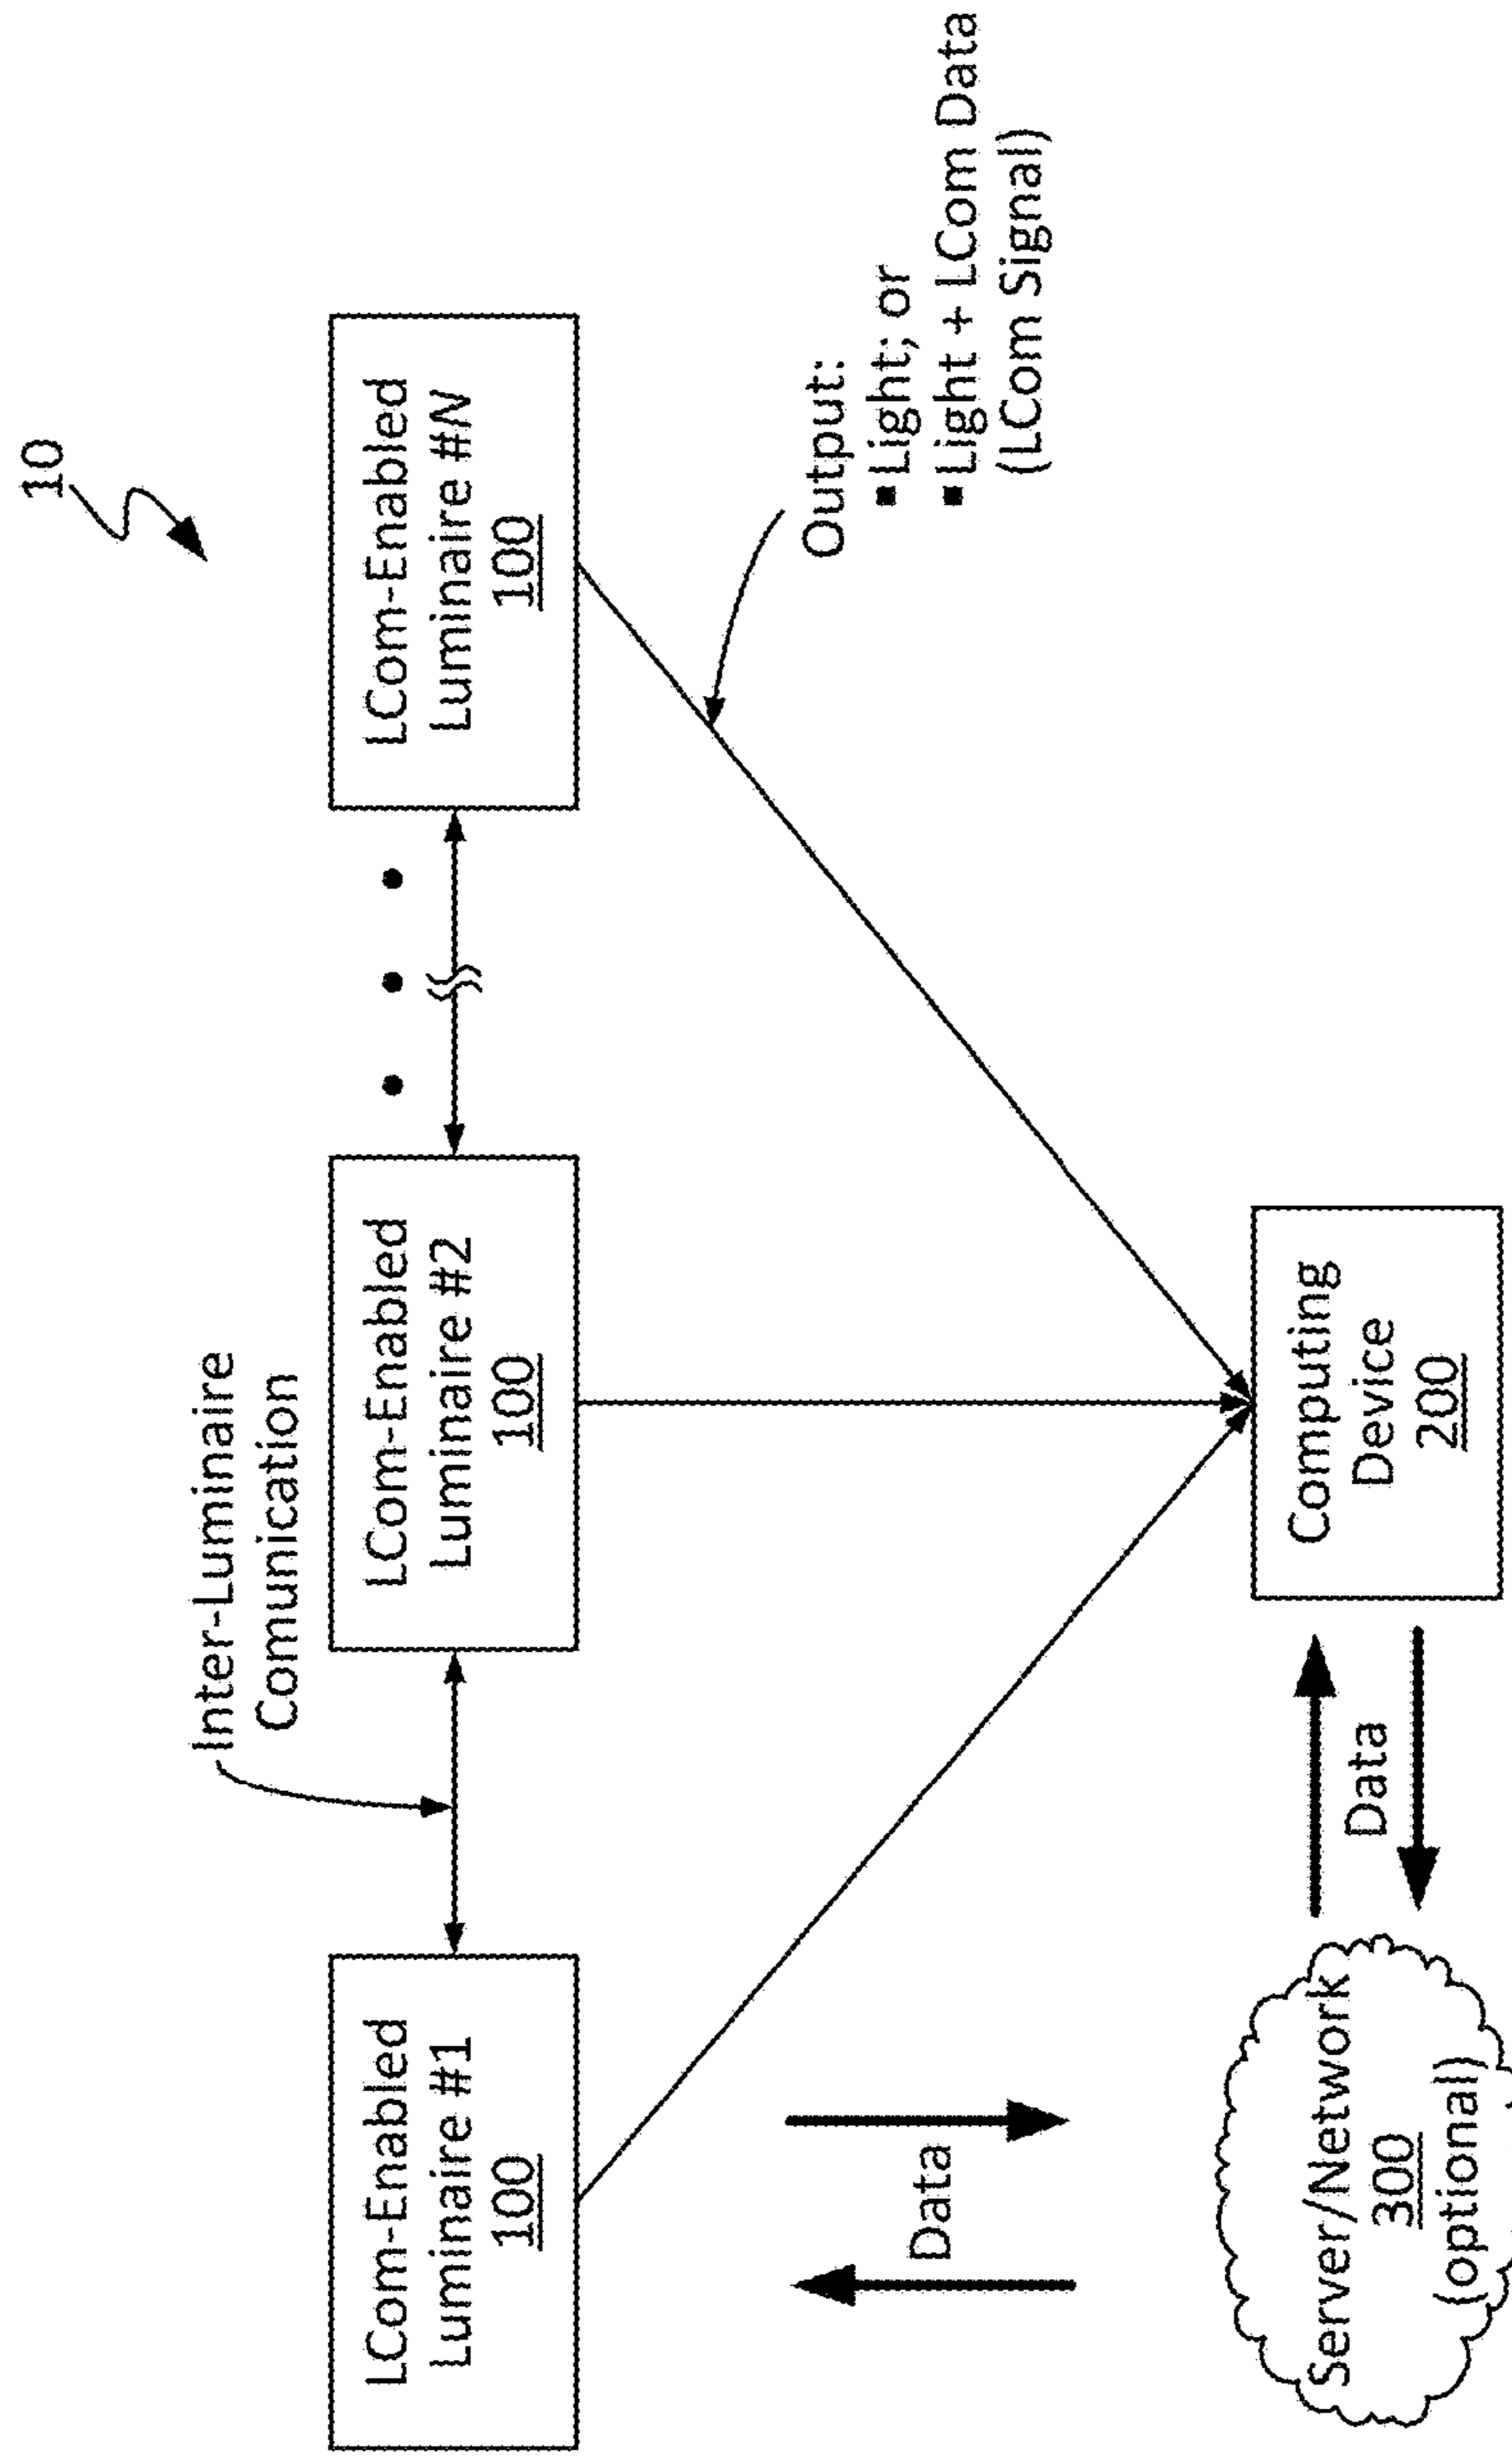 10
Inter-Luminaire
Comunication
LCom-Enabled
Luminaire #1
100
LCom-Enabled
Luminaire #2
100
LCom-Enabled
Luminaire #N
100
Output:
▪ Light; or
▪ Light + LCom Data
(LCom Signal)
Data
Server/Network
300
(optional)
Data
Computing
Device
200